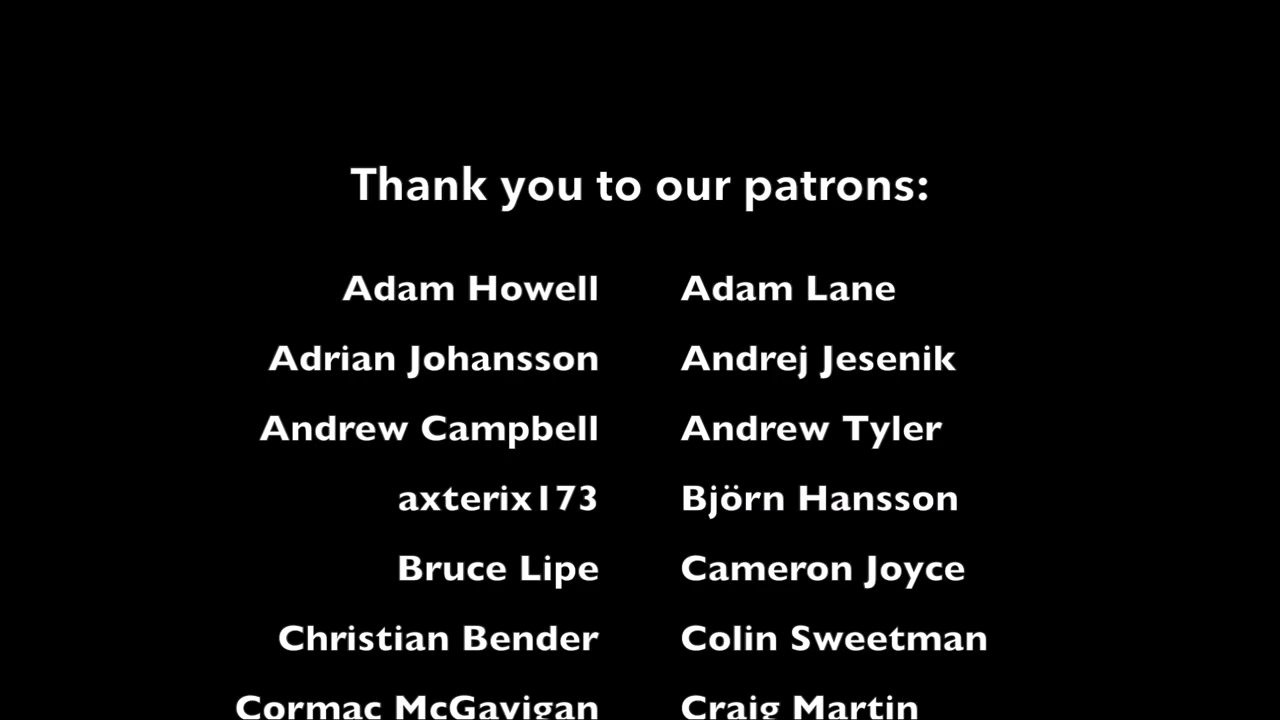 Thank you to our patrons:
Adam Howell Adam Lane
Adrian Johansson Andrej Jesenik
Andrew Campbell Andrew Tyler
axterix173 Björn Hansson
Bruce Lipe Cameron Joyce
Christian Bender Colin Sweetman
Cormac McGavigan Craig Martin